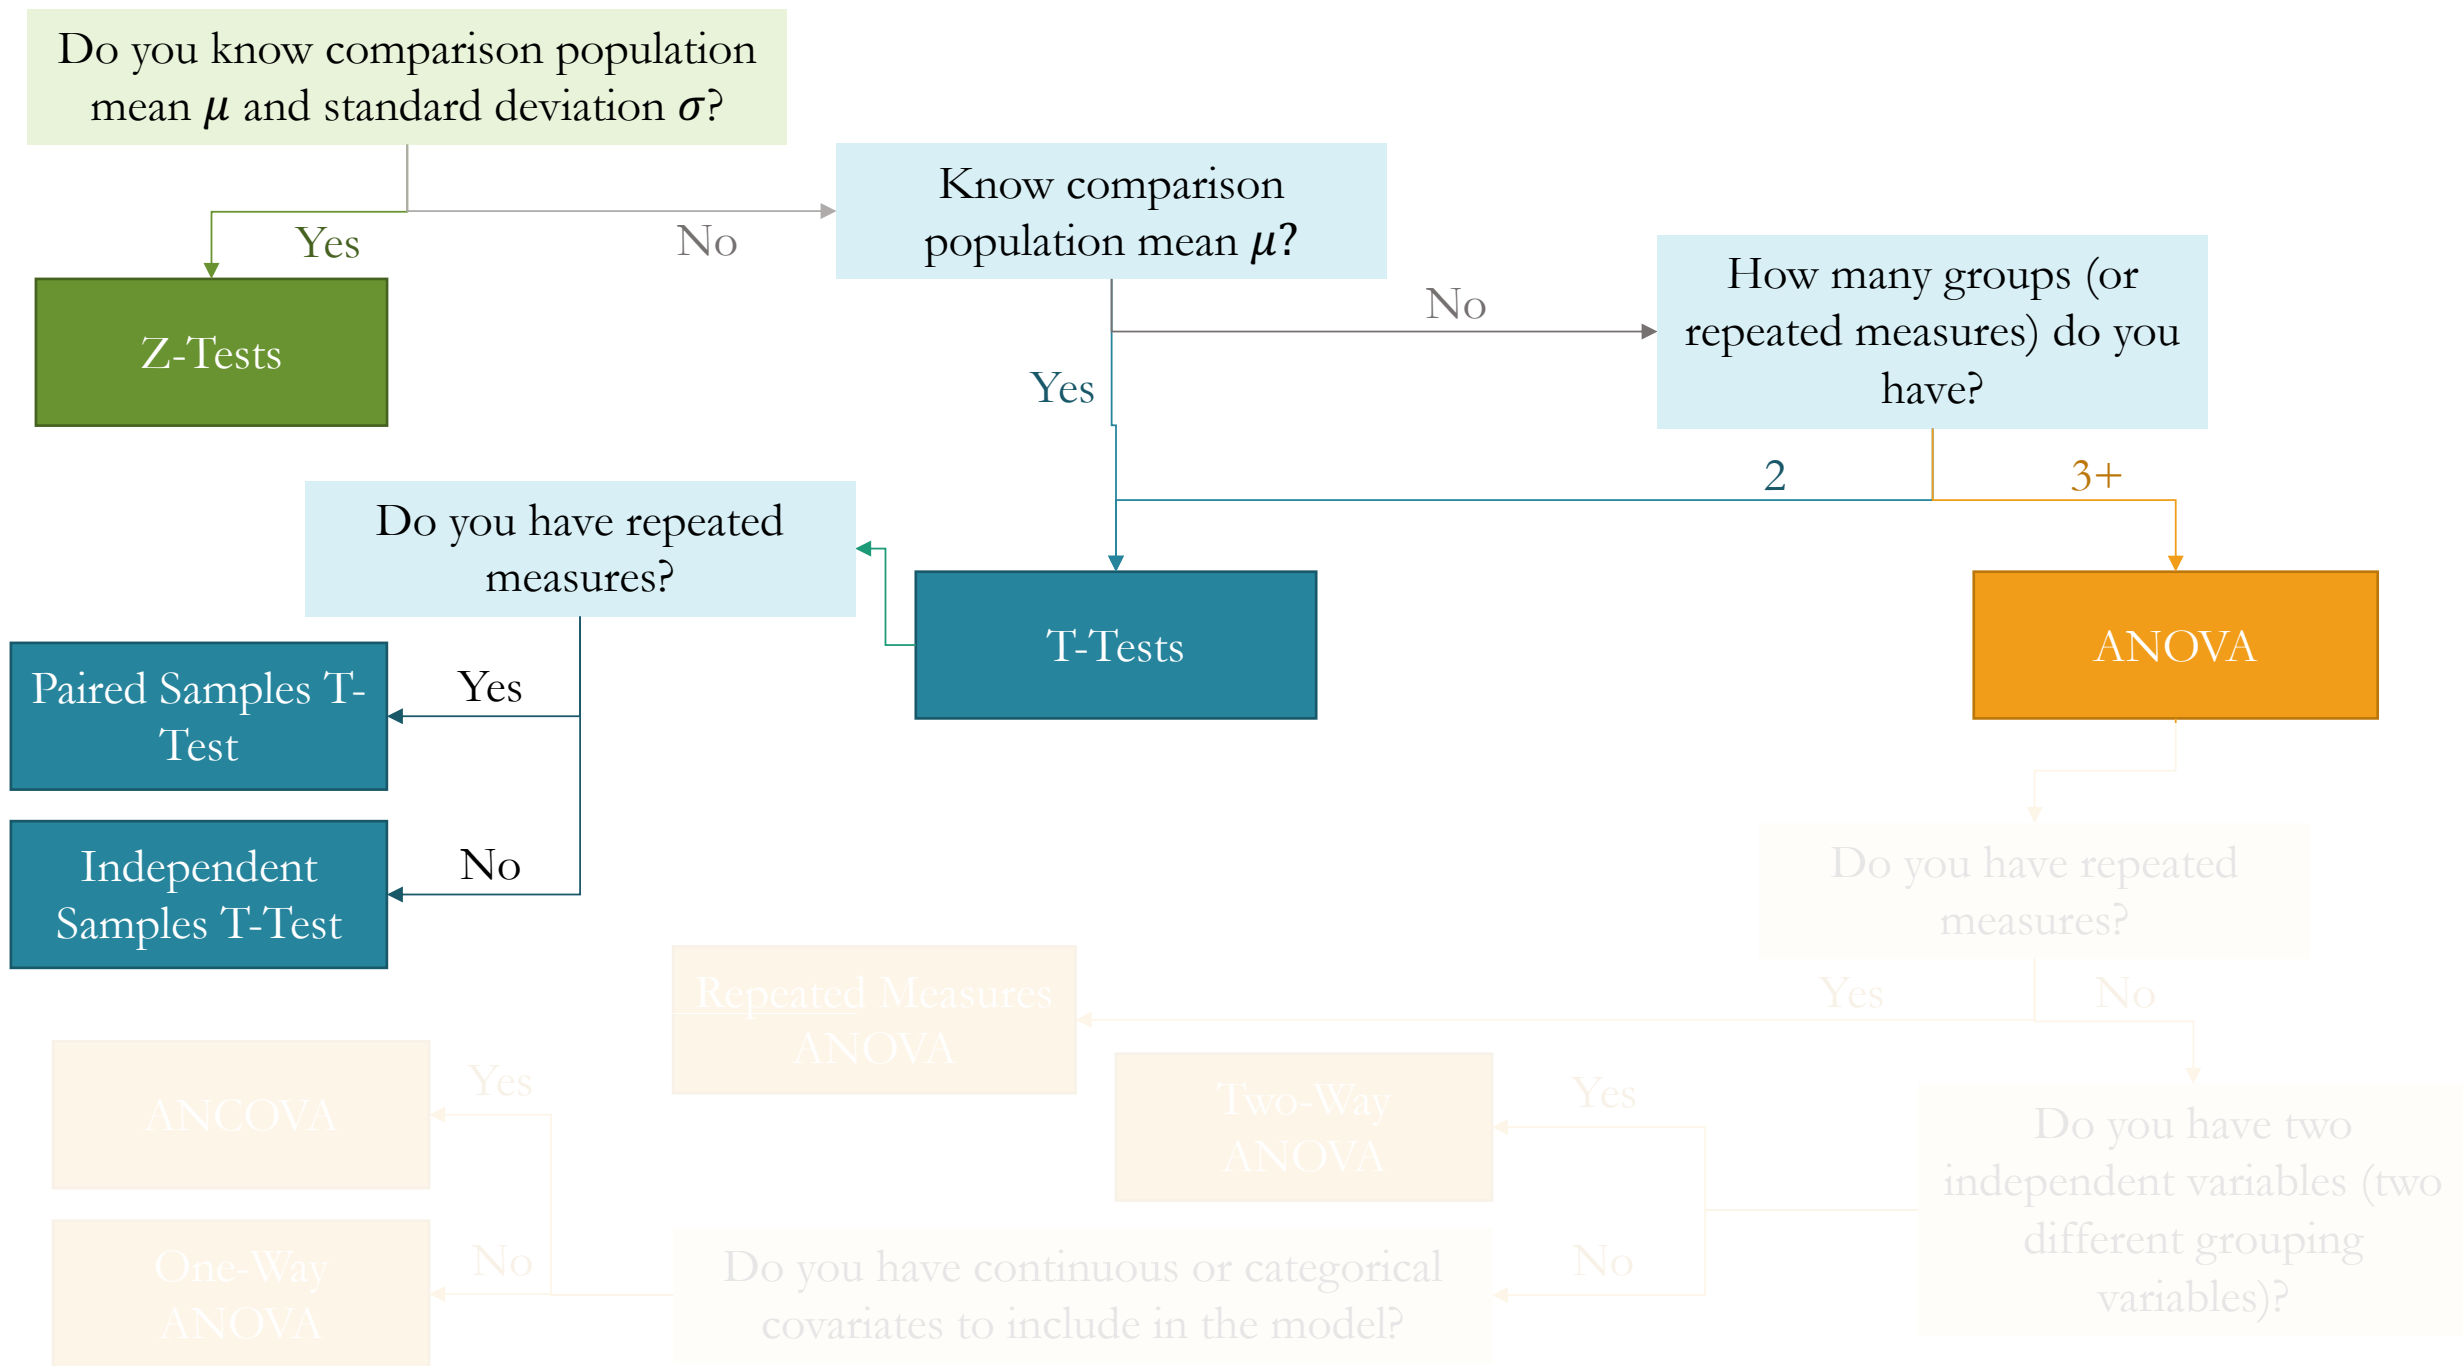 Do you know comparison population
mean μ and standard deviation σ?
Yes
No
Z-Tests
Know comparison
population mean μ?
No
Yes
How many groups (or
repeated measures) do you
have?
2
3+
T-Tests
ANOVA
Do you have repeated
measures?
Yes
Paired Samples T-
Test
No
Independent
Samples T-Test
Do you have repeated
measures?
Yes
No
Repeated Measures
ANOVA
Do you have two
independent variables (two
different grouping
variables)?
Yes
Two-Way
ANOVA
No
Do you have continuous or categorical
covariates to include in the model?
Yes
ANCOVA
No
One-Way
ANOVA